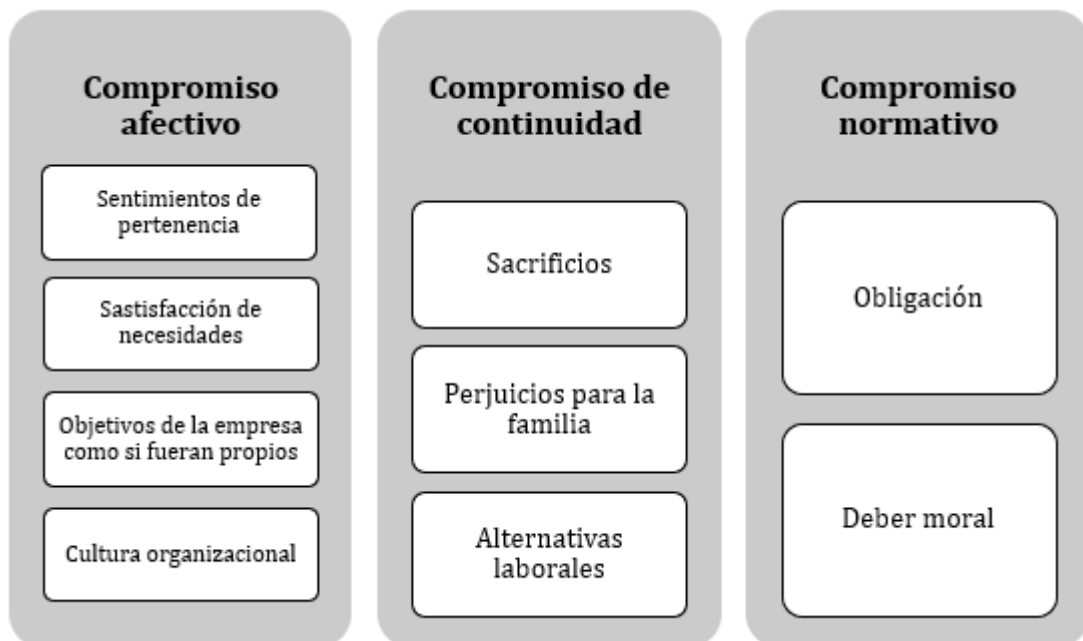 Compromiso
afectivo
Sentimientos de
pertenencia
Sastisfacción de
necesidades
Objetivos de la empresa
como si fueran propios
Cultura organizacional
Compromiso de
continuidad
Sacrificios
Perjuicios para la
familia
Alternativas
laborales
Compromiso
normativo
Obligación
Deber moral